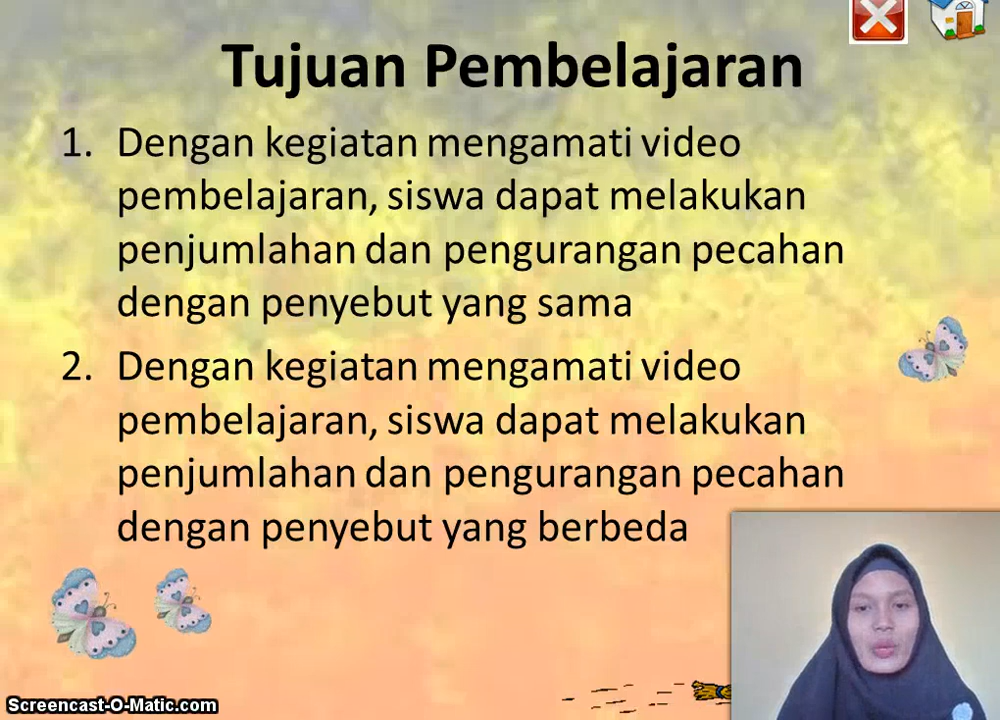 Tujuan Pembelajaran
1. Dengan kegiatan mengamati video
pembelajaran, siswa dapat melakukan
penjumlahan dan pengurangan pecahan
dengan penyebut yang sama
2. Dengan kegiatan mengamati video
pembelajaran, siswa dapat melakukan
penjumlahan dan pengurangan pecahan
dengan penyebut yang berbeda
Screencast-O-Matic.com